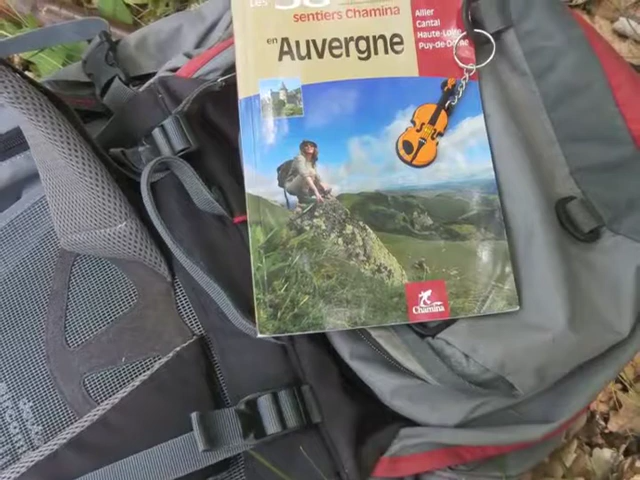 sentiers Chamina
en Auvergne
Allier
Cantal
Haute-Loire
Puy-de-Dôme
Chamina